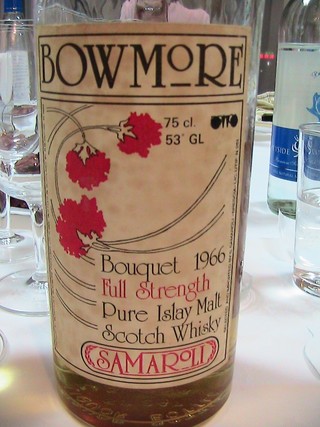 BOWMORE
75 cl.
53° GL
Bouquet 1966
Full Strength
Pure Islay Malt
Scotch Whisky
SAMAROLI